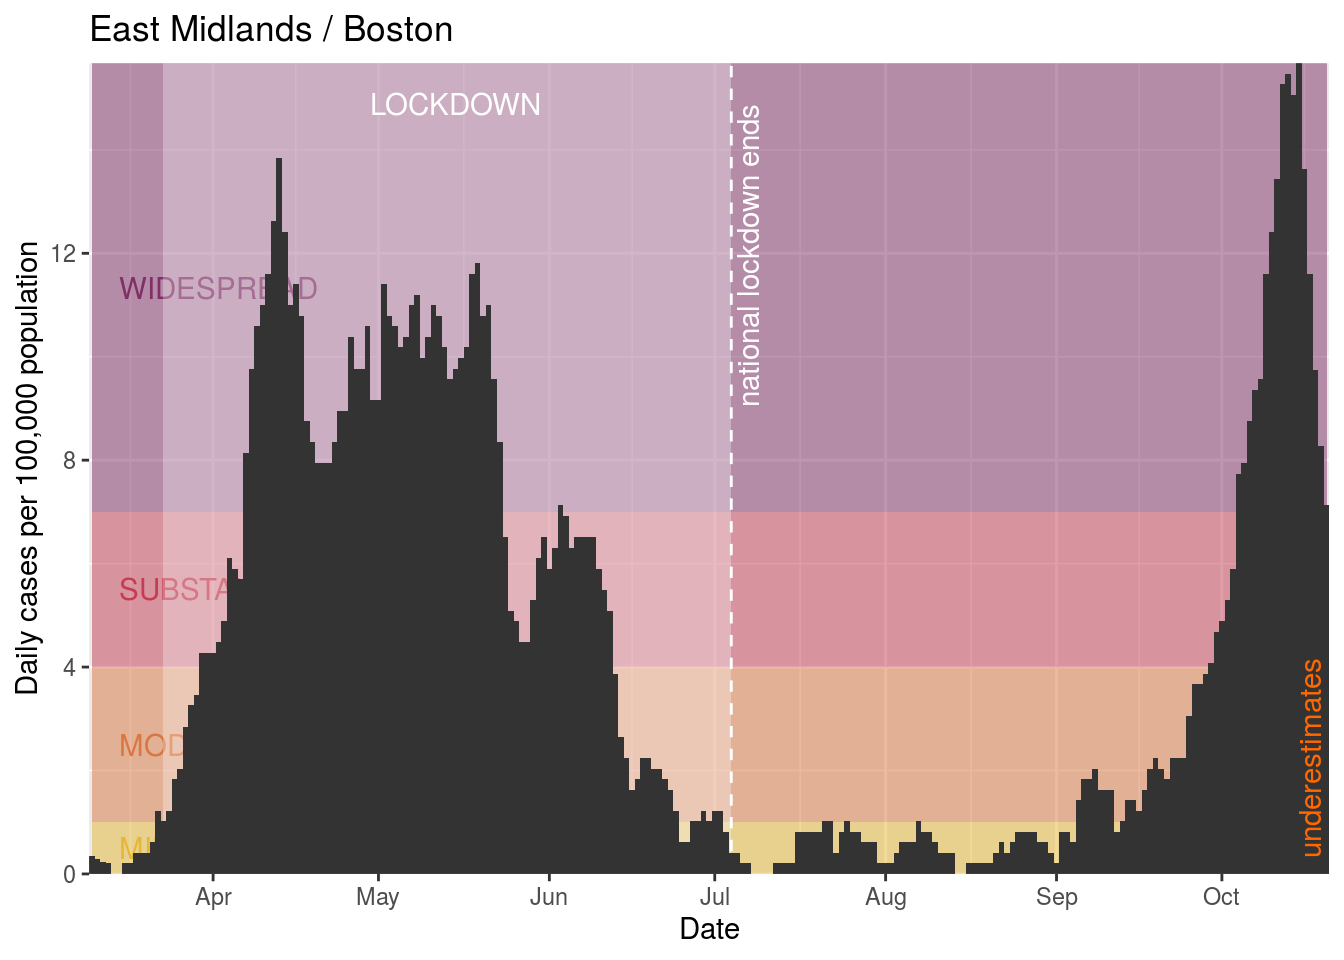 East Midlands / Boston
LOCKDOWN
national lockdown ends
WIDESPREAD
SUBSTA
MOD
underestimates
12
8
4
0
Daily cases per 100,000 population
Apr May Jun Jul Aug Sep Oct
Date